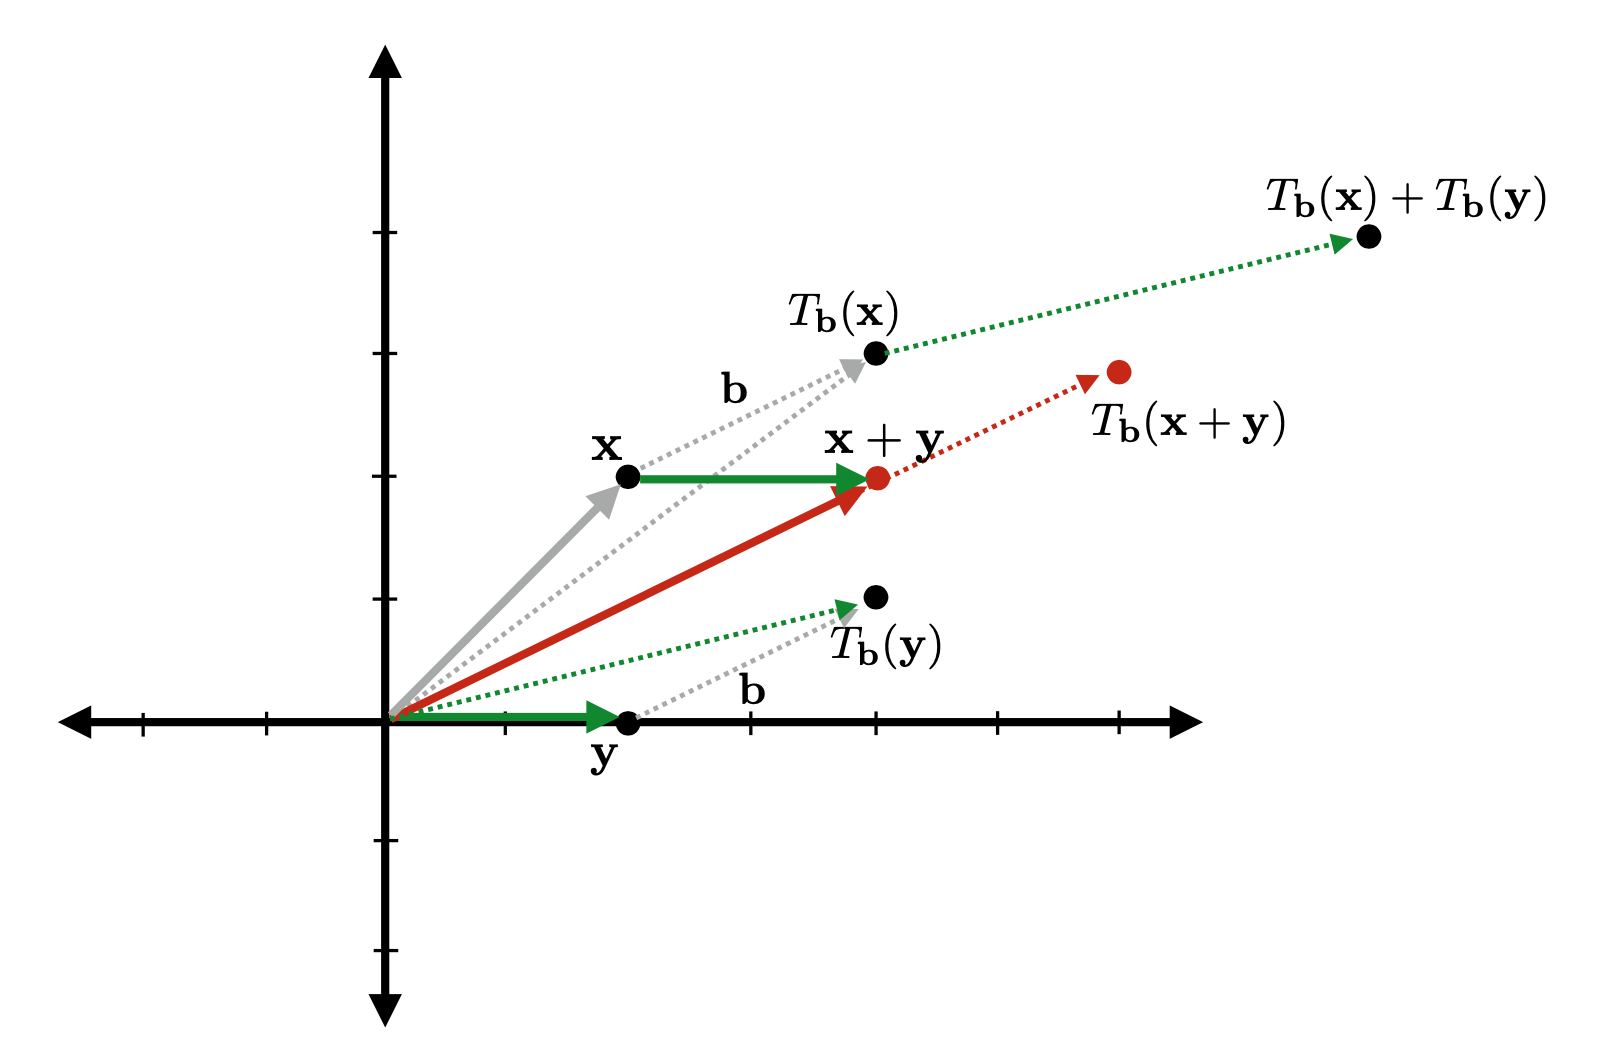 T_b(x) + T_b(y)
T_b(x)
b
T_b(x + y)
x
x + y
T_b(y)
b
y